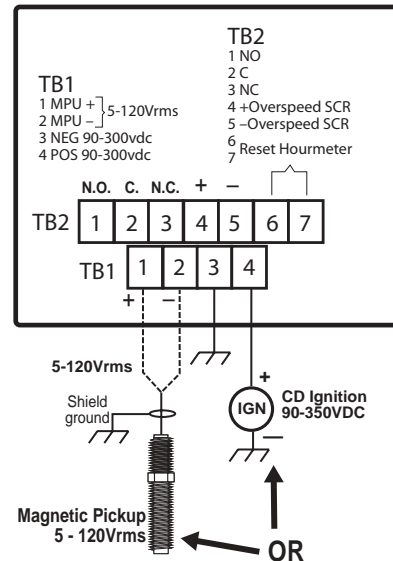 TB1
1 MPU +
2 MPU –
5-120Vrms
3 NEG 90-300vdc
4 POS 90-300vdc
TB2
1 NO
2 C
3 NC
4 +Overspeed SCR
5 –Overspeed SCR
6
7
Reset Hourmeter
N.O. C. N.C. + –
TB2 1 2 3 4 5 6 7
TB1 1 2 3 4
+ –
5-120Vrms
Shield
ground
+
IGN
–
CD Ignition
90-350VDC
Magnetic Pickup
5 - 120Vrms
OR